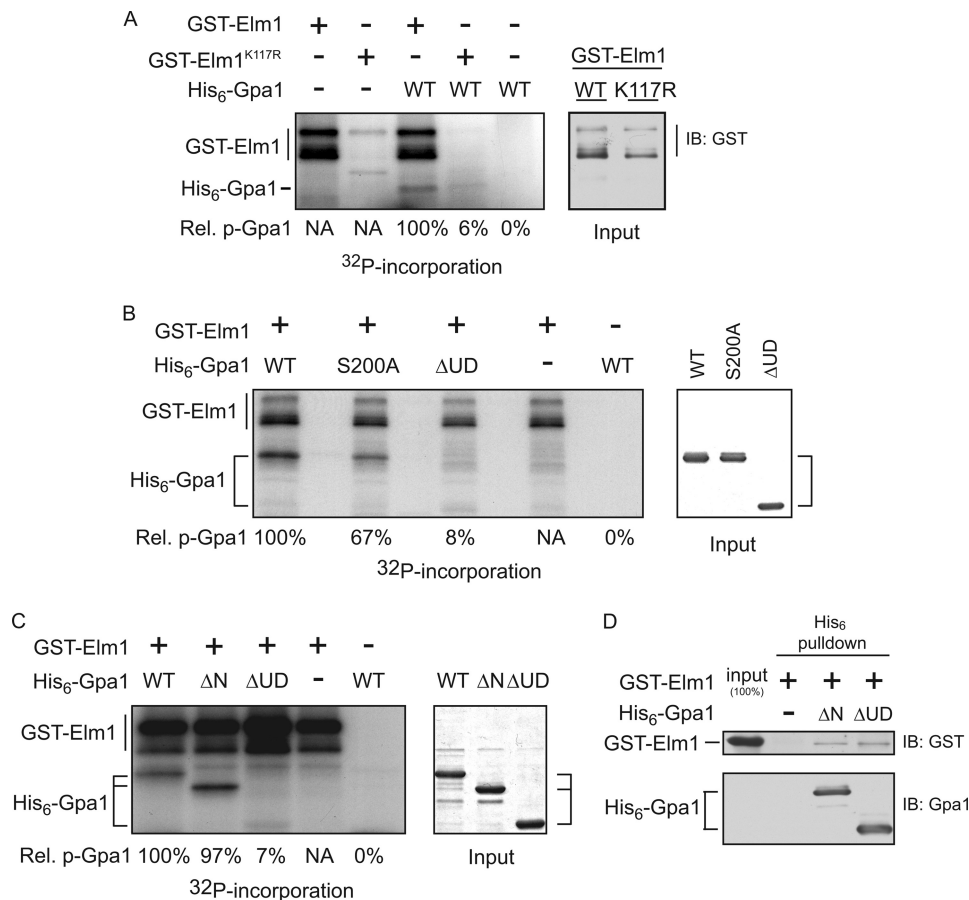 A
GST-Elm1 + - + - -
GST-Elm1K117R - + - + -
His6-Gpa1 - - WT WT WT
GST-Elm1
WT K117R
GST-Elm1
IB: GST
His6-Gpa1
Rel. p-Gpa1 NA NA 100% 6% 0%
Input
32P-incorporation
B
GST-Elm1 + + + + -
His6-Gpa1 WT S200A ΔUD - WT
WT S200A ΔUD
GST-Elm1
His6-Gpa1
Rel. p-Gpa1 100% 67% 8% NA 0%
Input
32P-incorporation
C
GST-Elm1 + + + + -
His6-Gpa1 WT ΔN ΔUD - WT
WT ΔN ΔUD
GST-Elm1
His6-Gpa1
Rel. p-Gpa1 100% 97% 7% NA 0%
Input
32P-incorporation
D
His6
pulldown
input
(100%)
GST-Elm1 + + +
His6-Gpa1 - ΔN ΔUD
GST-Elm1
IB: GST
His6-Gpa1
IB: Gpa1